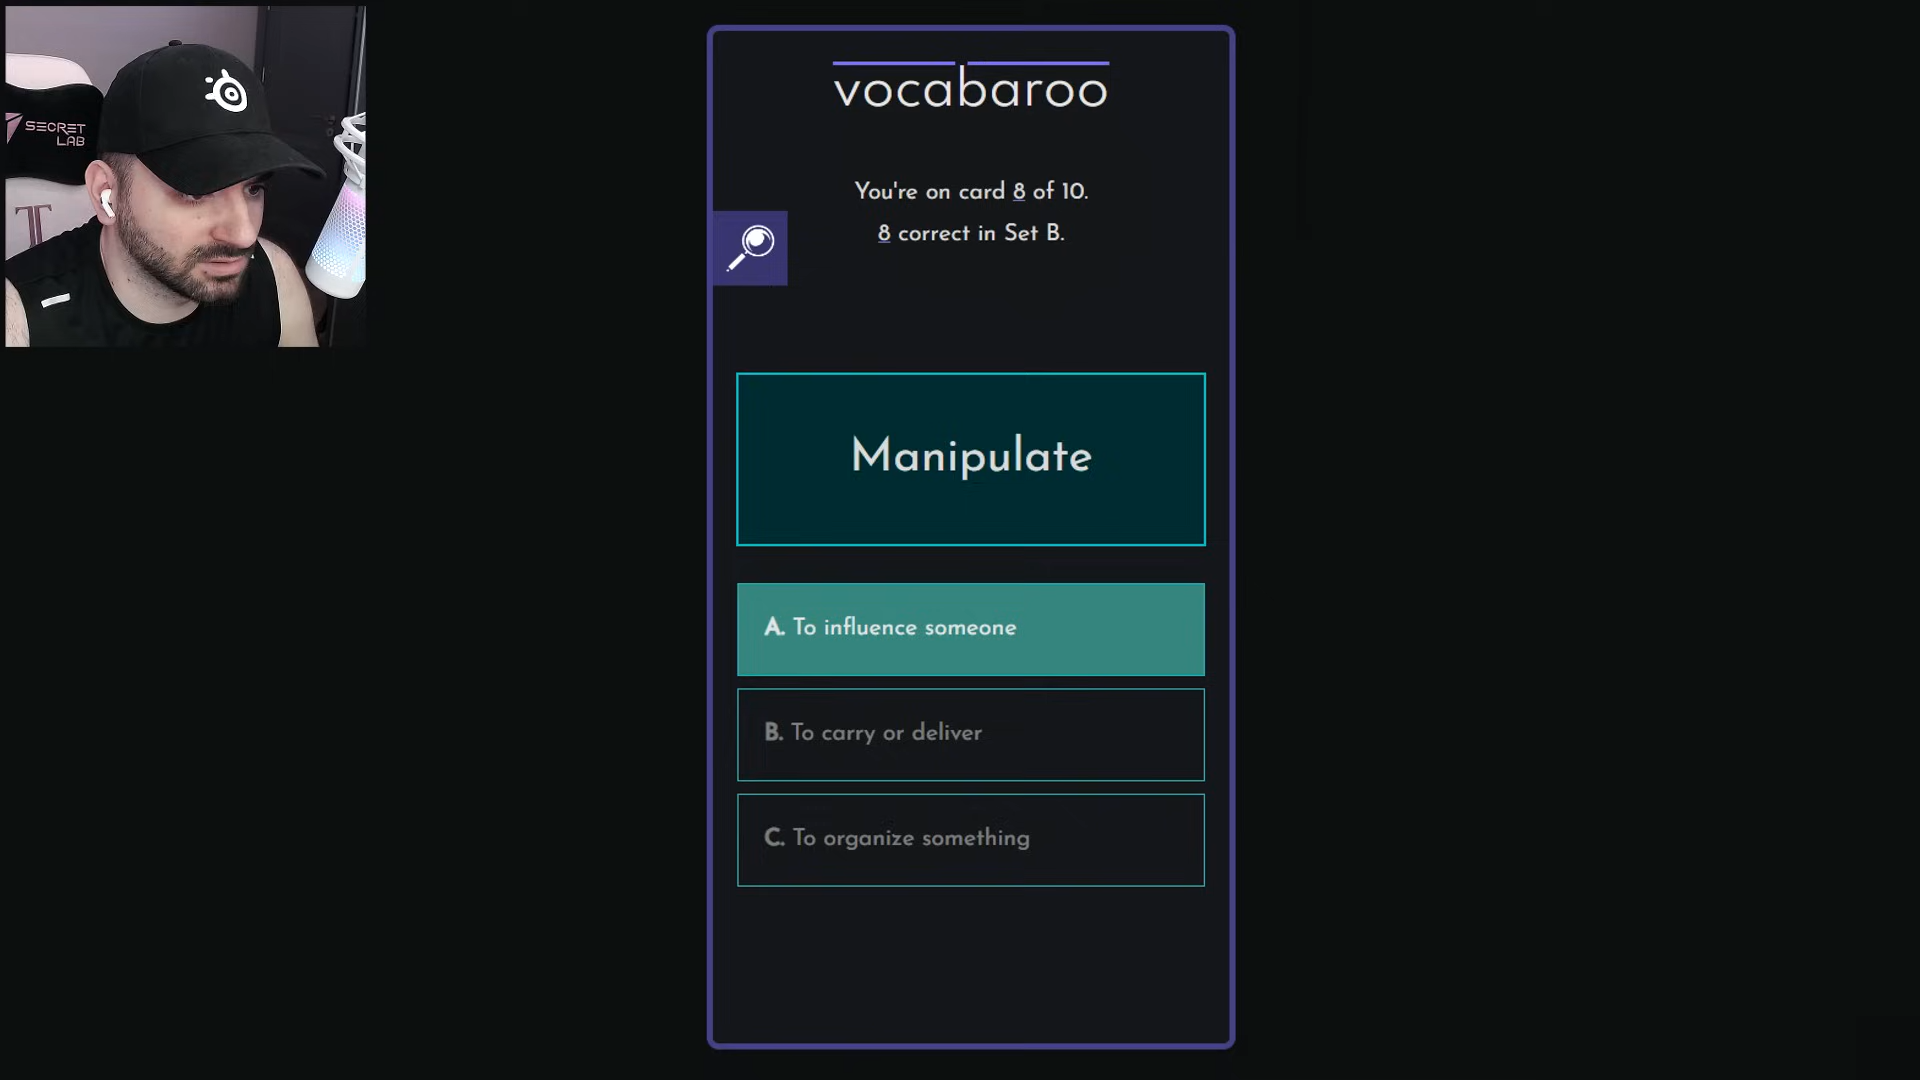 SECRET
LAB
vocabaroo
You're on card 8 of 10.
8 correct in Set B.
Manipulate
A. To influence someone
B. To carry or deliver
C. To organize something